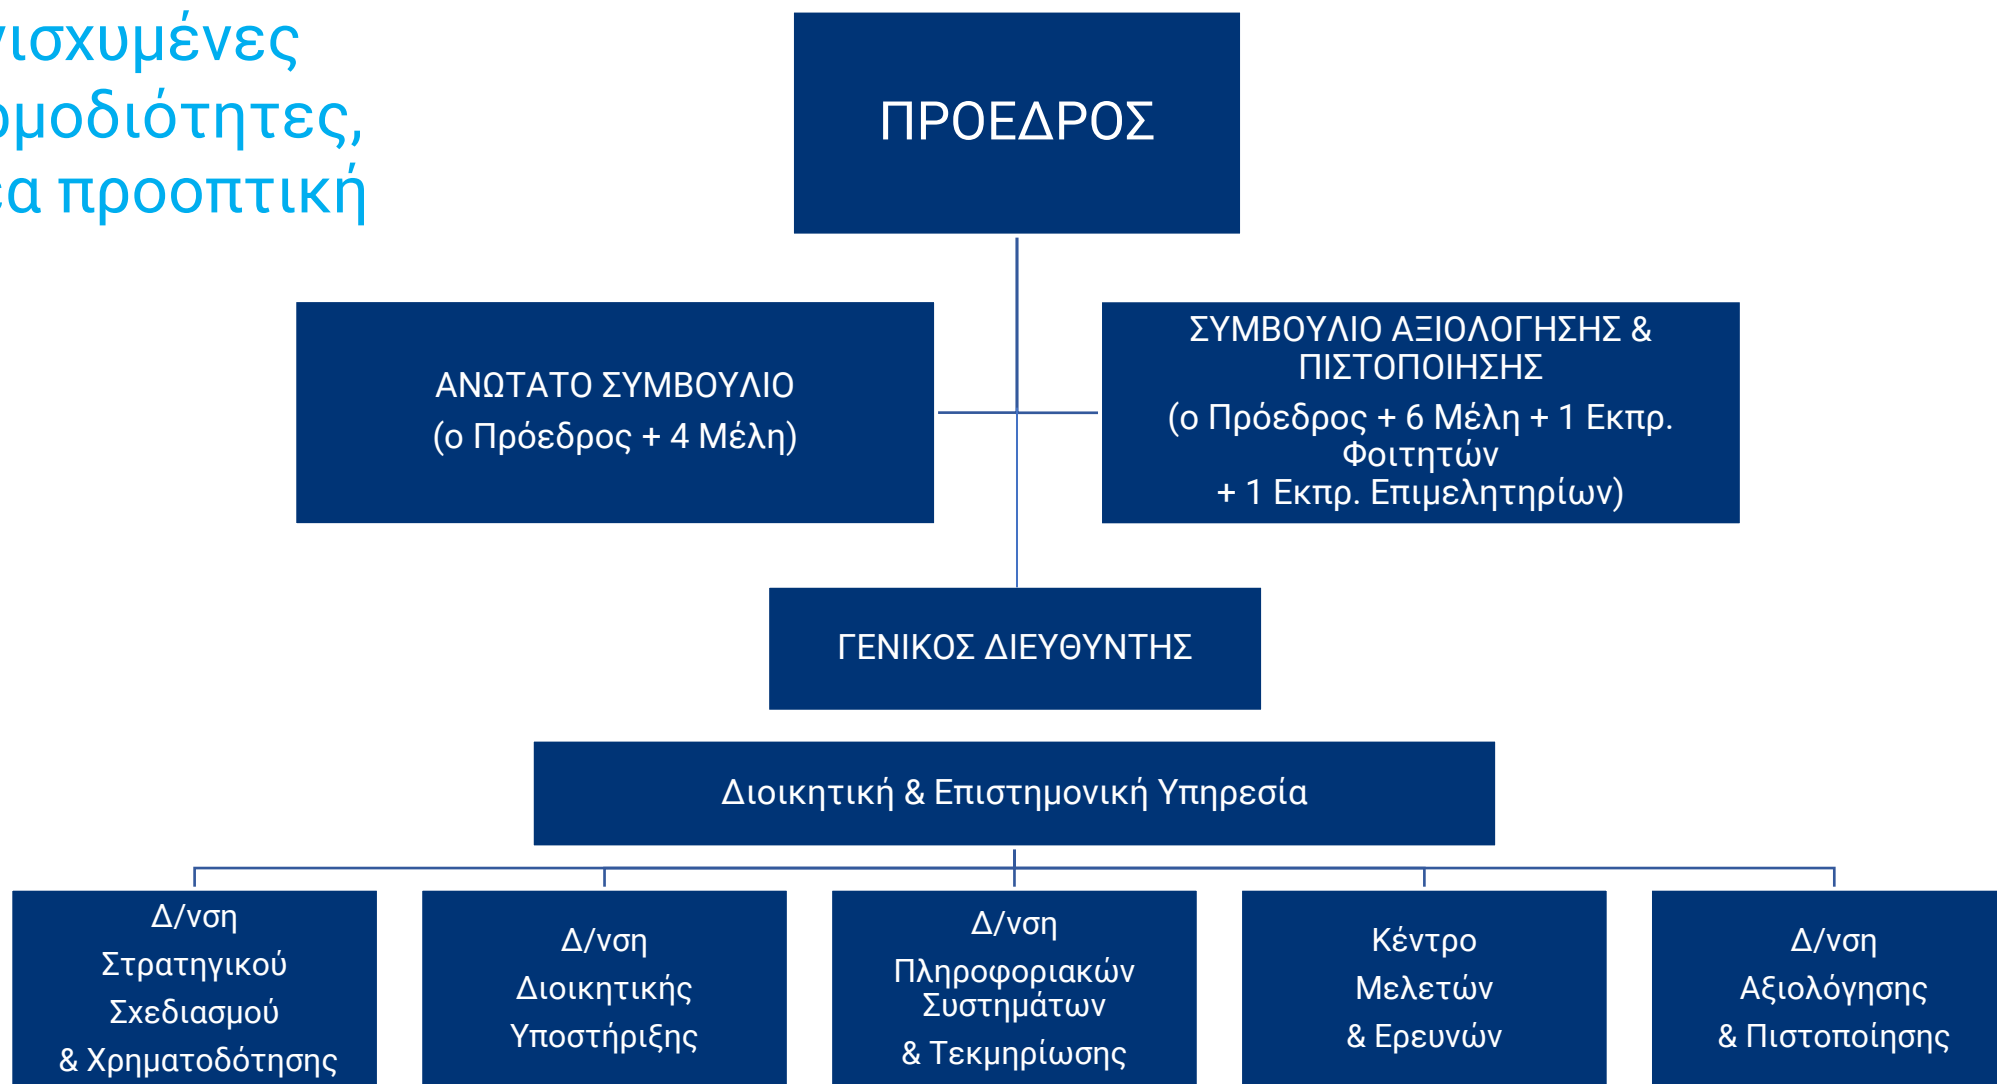 νισχυμένες
ρμοδιότητες,
έα προοπτική
ΠΡΟΕΔΡΟΣ
ΑΝΩΤΑΤΟ ΣΥΜΒΟΥΛΙΟ
(ο Πρόεδρος + 4 Μέλη)
ΣΥΜΒΟΥΛΙΟ ΑΞΙΟΛΟΓΗΣΗΣ &
ΠΙΣΤΟΠΟΙΗΣΗΣ
(ο Πρόεδρος + 6 Μέλη + 1 Εκπρ.
Φοιτητών
+ 1 Εκπρ. Επιμελητηρίων)
ΓΕΝΙΚΟΣ ΔΙΕΥΘΥΝΤΗΣ
Διοικητική & Επιστημονική Υπηρεσία
Δ/νση
Στρατηγικού
Σχεδιασμού
& Χρηματοδότησης
Δ/νση
Διοικητικής
Υποστήριξης
Δ/νση
Πληροφοριακών
Συστημάτων
& Τεκμηρίωσης
Κέντρο
Μελετών
& Ερευνών
Δ/νση
Αξιολόγησης
& Πιστοποίησης